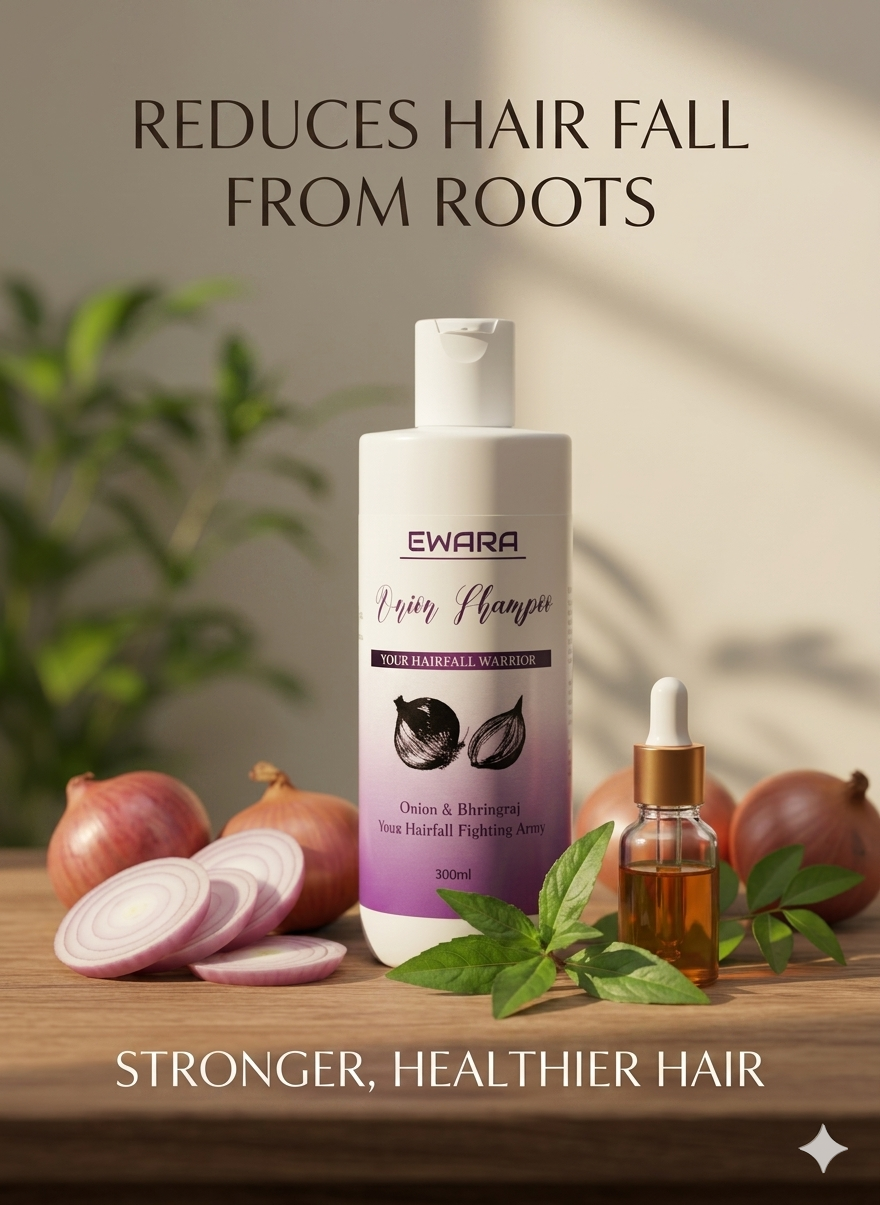 REDUCES HAIR FALL
FROM ROOTS
EWARA
Onion Shampoo
YOUR HAIRFALL WARRIOR
Onion & Bhringraj
Your Hairfall Fighting Army
300ml
STRONGER, HEALTHIER HAIR